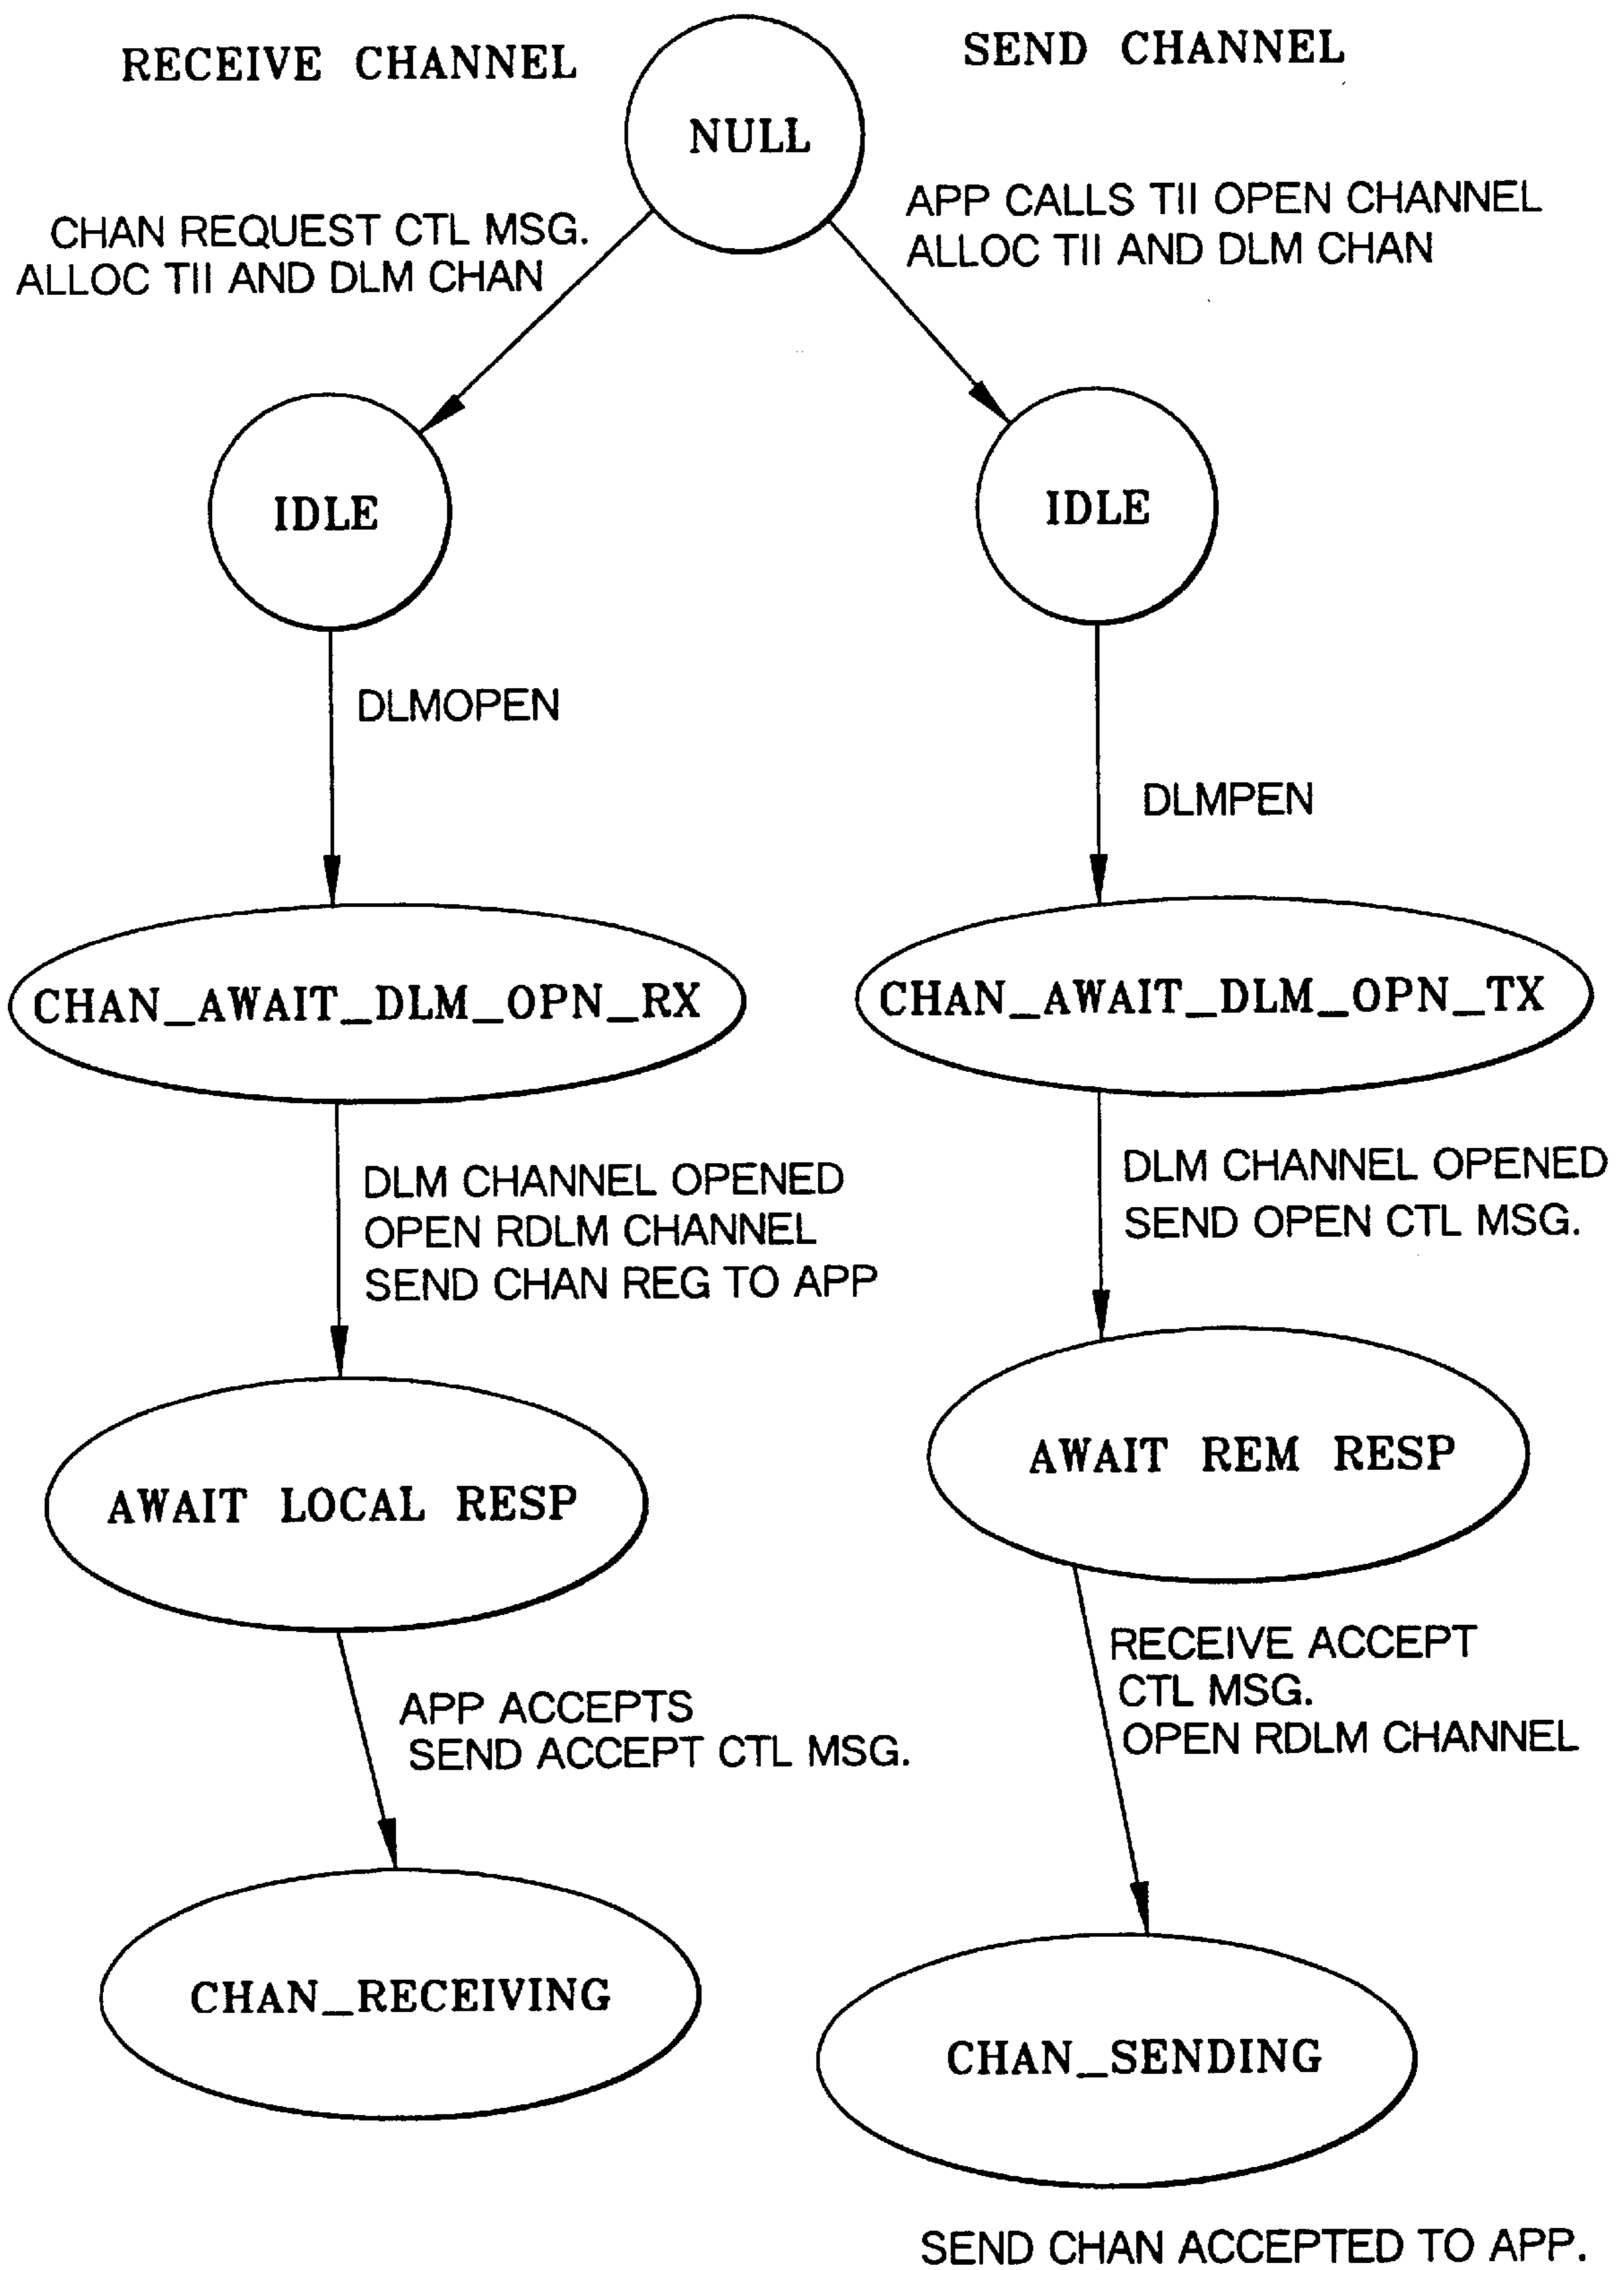 RECEIVE CHANNEL
SEND CHANNEL
NULL
CHAN REQUEST CTL MSG.
ALLOC TII AND DLM CHAN
APP CALLS TII OPEN CHANNEL
ALLOC TII AND DLM CHAN
IDLE
IDLE
DLMOPEN
DLMPEN
CHAN_AWAIT_DLM_OPN_RX
CHAN_AWAIT_DLM_OPN_TX
DLM CHANNEL OPENED
OPEN RDLM CHANNEL
SEND CHAN REG TO APP
DLM CHANNEL OPENED
SEND OPEN CTL MSG.
AWAIT LOCAL RESP
AWAIT REM RESP
APP ACCEPTS
SEND ACCEPT CTL MSG.
RECEIVE ACCEPT
CTL MSG.
OPEN RDLM CHANNEL
CHAN_RECEIVING
CHAN_SENDING
SEND CHAN ACCEPTED TO APP.